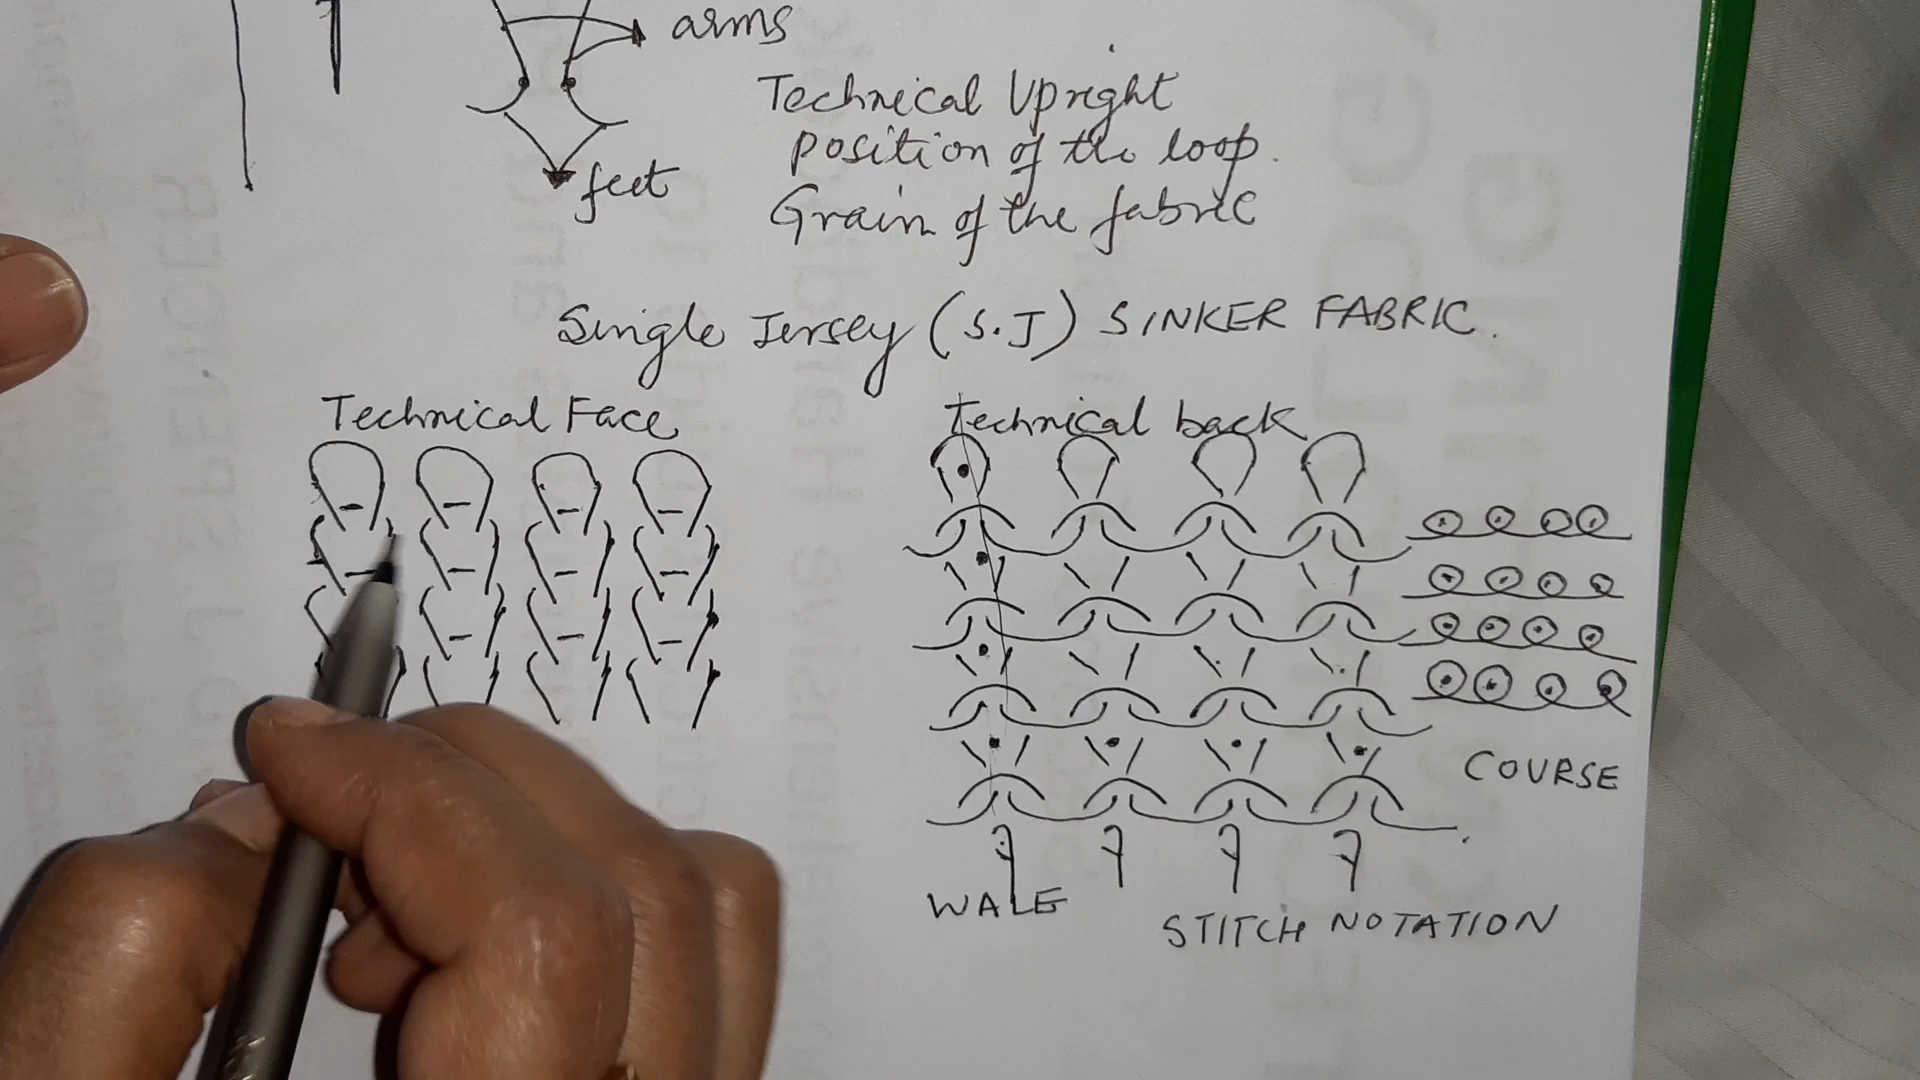 arms
Technical Upright
position of the loop.
feet
Grain of the fabric
Single Jersey (S.J) SINKER FABRIC.
Technical Face
Technical back
COURSE
WALE
STITCH NOTATION